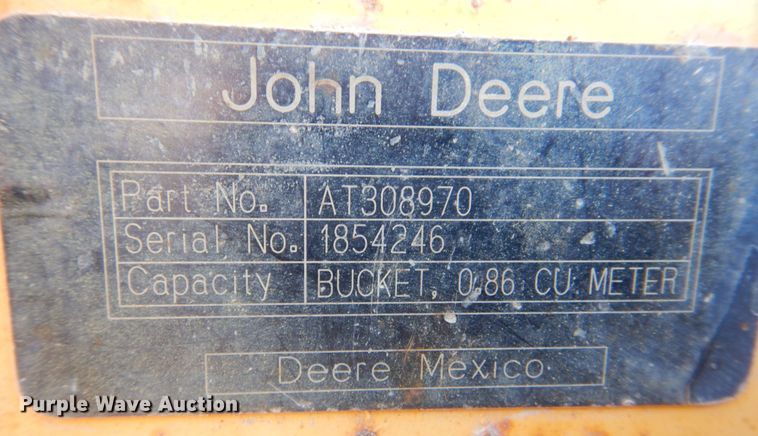 John Deere
Part No. AT308970
Serial No. 1854246
Capacity BUCKET, 0.86 CU METER
Deere Mexico
Purple Wave Auction